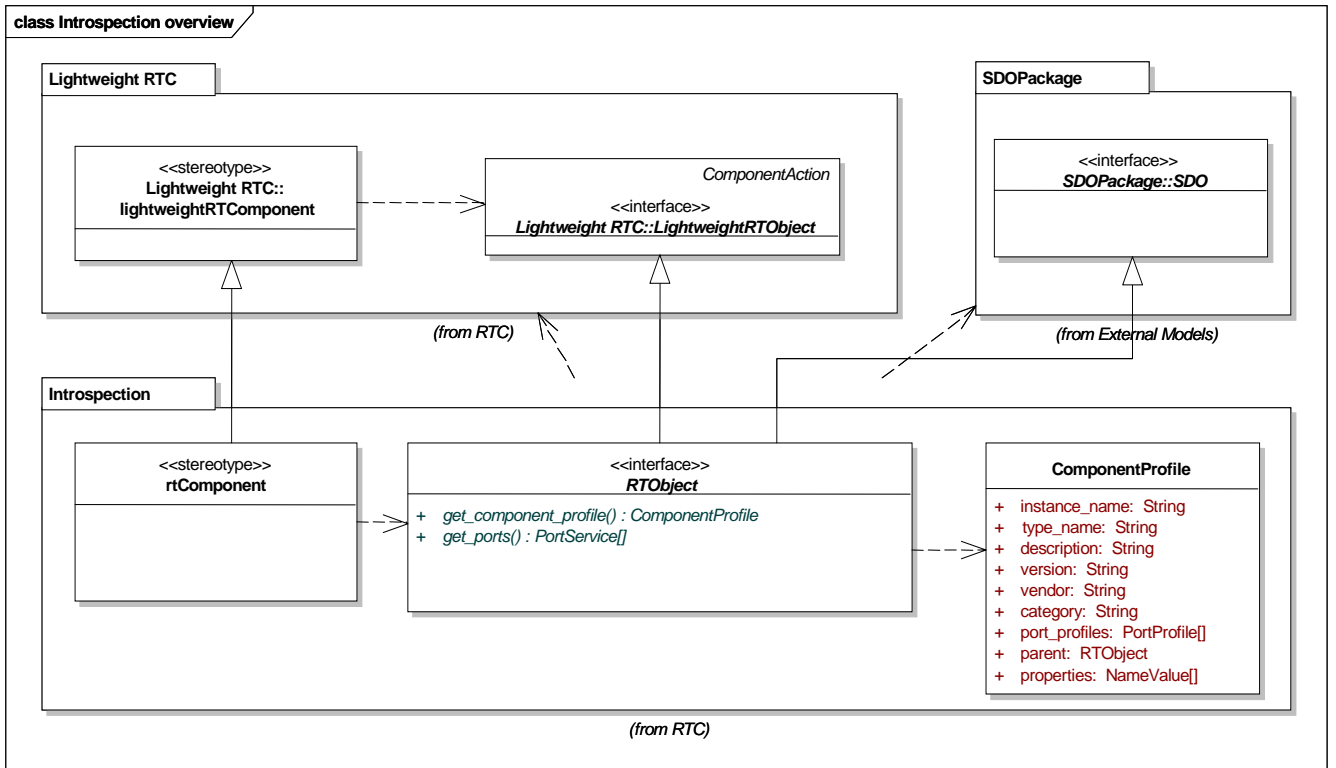 class Introspection overview
Lightweight RTC
<<stereotype>>
Lightweight RTC::
lightweightRTComponent
ComponentAction
<<interface>>
Lightweight RTC::LightweightRTObject
(from RTC)
SDOPackage
<<interface>>
SDOPackage::SDO
(from External Models)
Introspection
<<stereotype>>
rtComponent
<<interface>>
RTObject
+ get_component_profile() : ComponentProfile
+ get_ports() : PortService[]
ComponentProfile
+ instance_name: String
+ type_name: String
+ description: String
+ version: String
+ vendor: String
+ category: String
+ port_profiles: PortProfile[]
+ parent: RTObject
+ properties: NameValue[]
(from RTC)